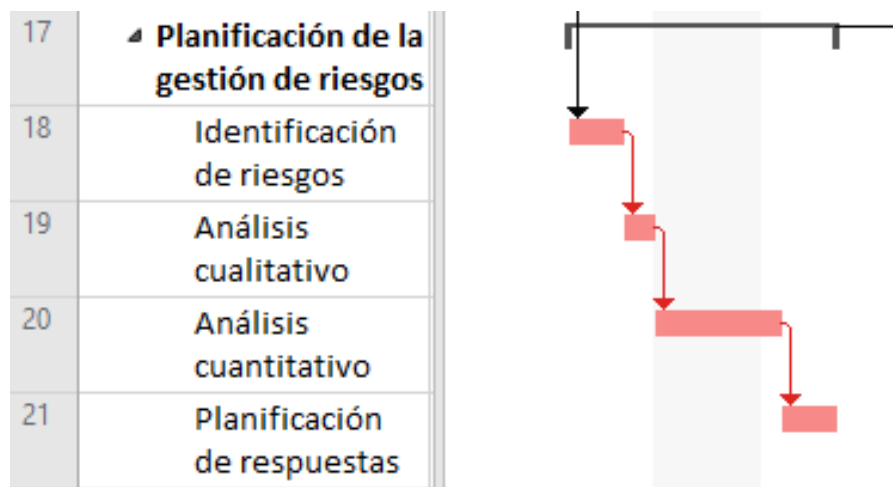 17 Planificación de la
gestión de riesgos
18 Identificación
de riesgos
19 Análisis
cualitativo
20 Análisis
cuantitativo
21 Planificación
de respuestas